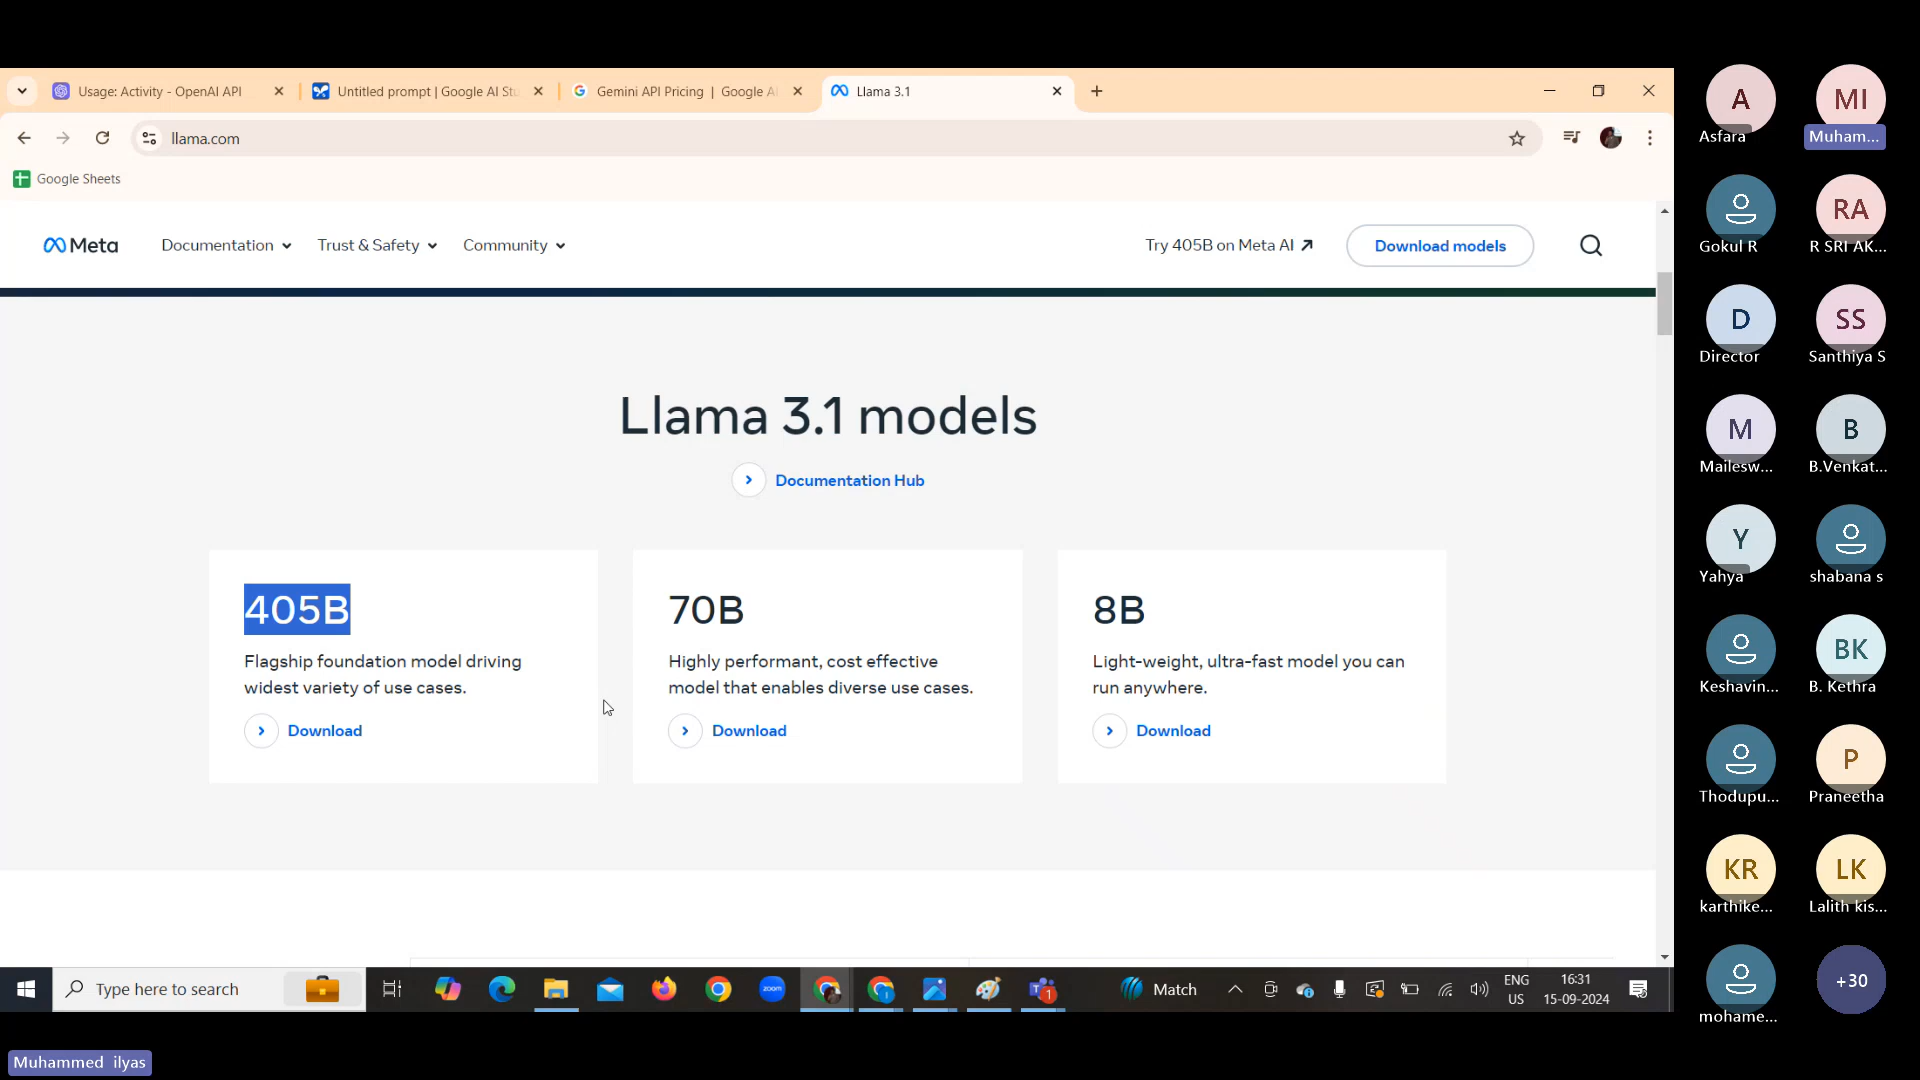 Usage: Activity - OpenAI API
Untitled prompt | Google AI Stu
Gemini API Pricing | Google AI
Llama 3.1
llama.com
Google Sheets
Meta
Documentation
Trust & Safety
Community
Try 405B on Meta AI
Download models
Llama 3.1 models
Documentation Hub
405B
Flagship foundation model driving
widest variety of use cases.
Download
70B
Highly performant, cost effective
model that enables diverse use cases.
Download
8B
Light-weight, ultra-fast model you can
run anywhere.
Download
Type here to search
zoom
1
Match
ENG
US
16:31
15-09-2024
A
Asfara
MI
Muham...
Gokul R
RA
R SRI AK...
D
Director
SS
Santhiya S
M
Mailesw...
B
B.Venkat...
Y
Yahya
shabana s
Keshavin...
BK
B. Kethra
Thodupu...
P
Praneetha
KR
karthike...
LK
Lalith kis...
mohame...
+30
Muhammed ilyas